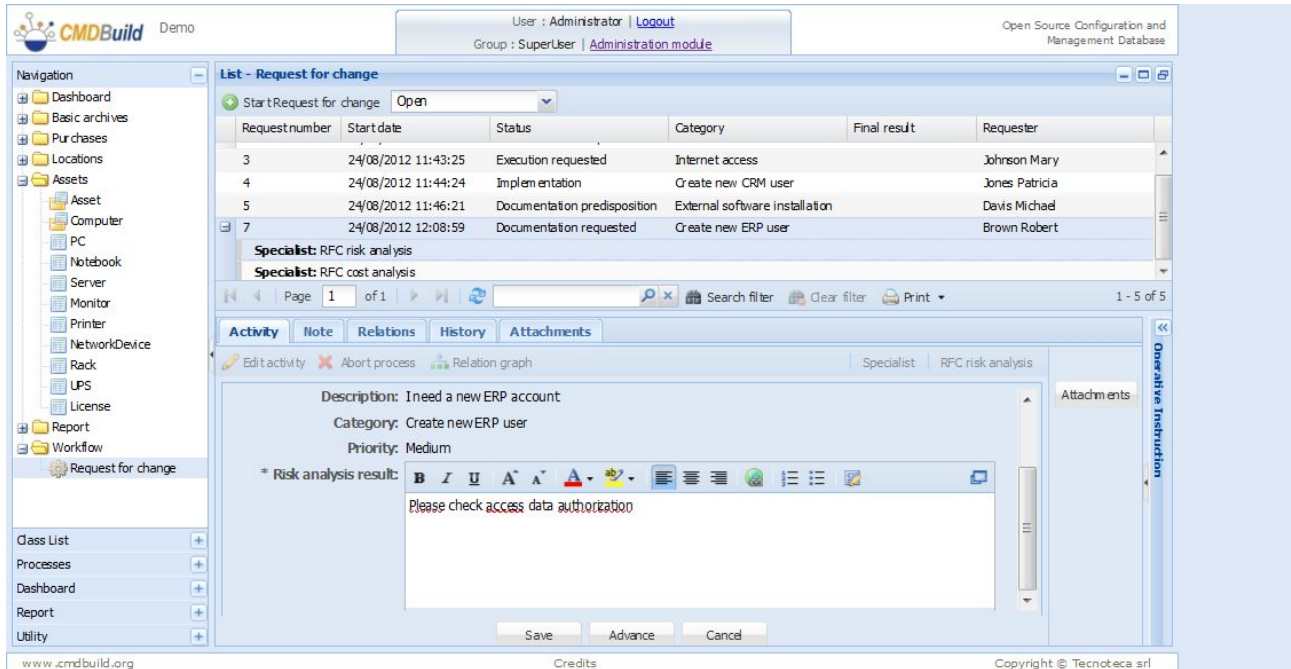 CMDBuild Demo
User : Administrator | Logout
Group : SuperUser | Administration module
Open Source Configuration and
Management Database
Navigation
Dashboard
Basic archives
Purchases
Locations
Assets
Asset
Computer
PC
Notebook
Server
Monitor
Printer
NetworkDevice
Rack
UPS
License
Report
Workflow
Request for change
Class List
Processes
Dashboard
Report
Utility
List - Request for change
Start Request for change Open
Request number Start date Status Category Final result Requester
3 24/08/2012 11:43:25 Execution requested Internet access Johnson Mary
4 24/08/2012 11:44:24 Implementation Create new CRM user Jones Patricia
5 24/08/2012 11:46:21 Documentation predisposition External software installation Davis Michael
7 24/08/2012 12:08:59 Documentation requested Create new ERP user Brown Robert
Specialist: RFC risk analysis
Specialist: RFC cost analysis
Page 1 of 1 Search filter Clear filter Print 1 - 5 of 5
Activity Note Relations History Attachments
Edit activity Abort process Relation graph Specialist RFC risk analysis
Description: I need a new ERP account
Category: Create new ERP user
Priority: Medium
* Risk analysis result: B I U A A A ab
Please check access data authorization
Save Advance Cancel
Attachments
Operative Instruction
www.cmdbuild.org Credits Copyright © Tecnoteca srl